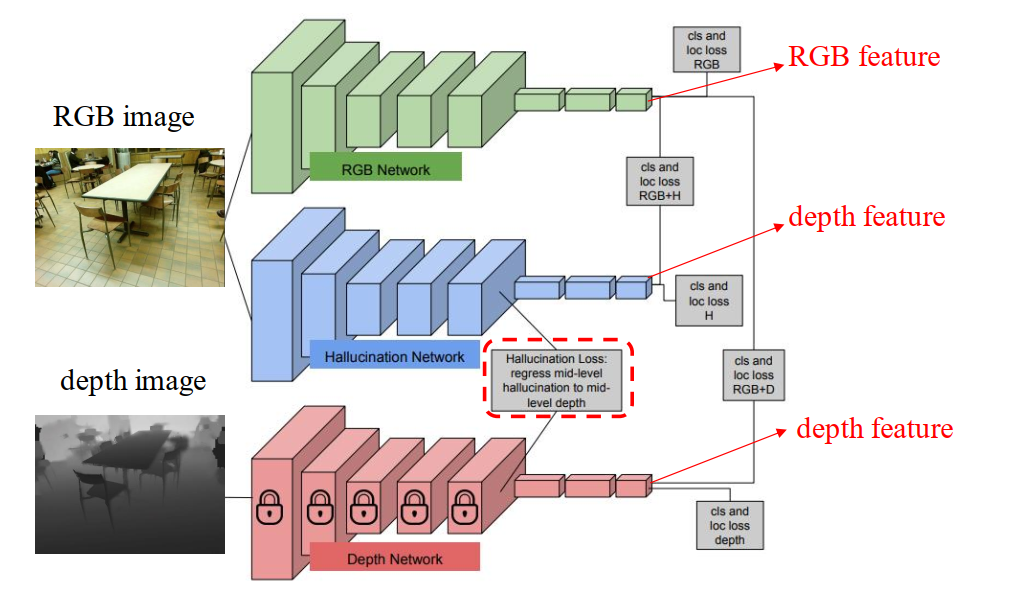 cls and
loc loss
RGB
RGB feature
RGB image
RGB Network
cls and
loc loss
RGB+H
depth feature
cls and
loc loss
H
Hallucination Network
Hallucination Loss:
regress mid-level
hallucination to mid-
level depth
cls and
loc loss
RGB+D
depth image
depth feature
cls and
loc loss
depth
Depth Network